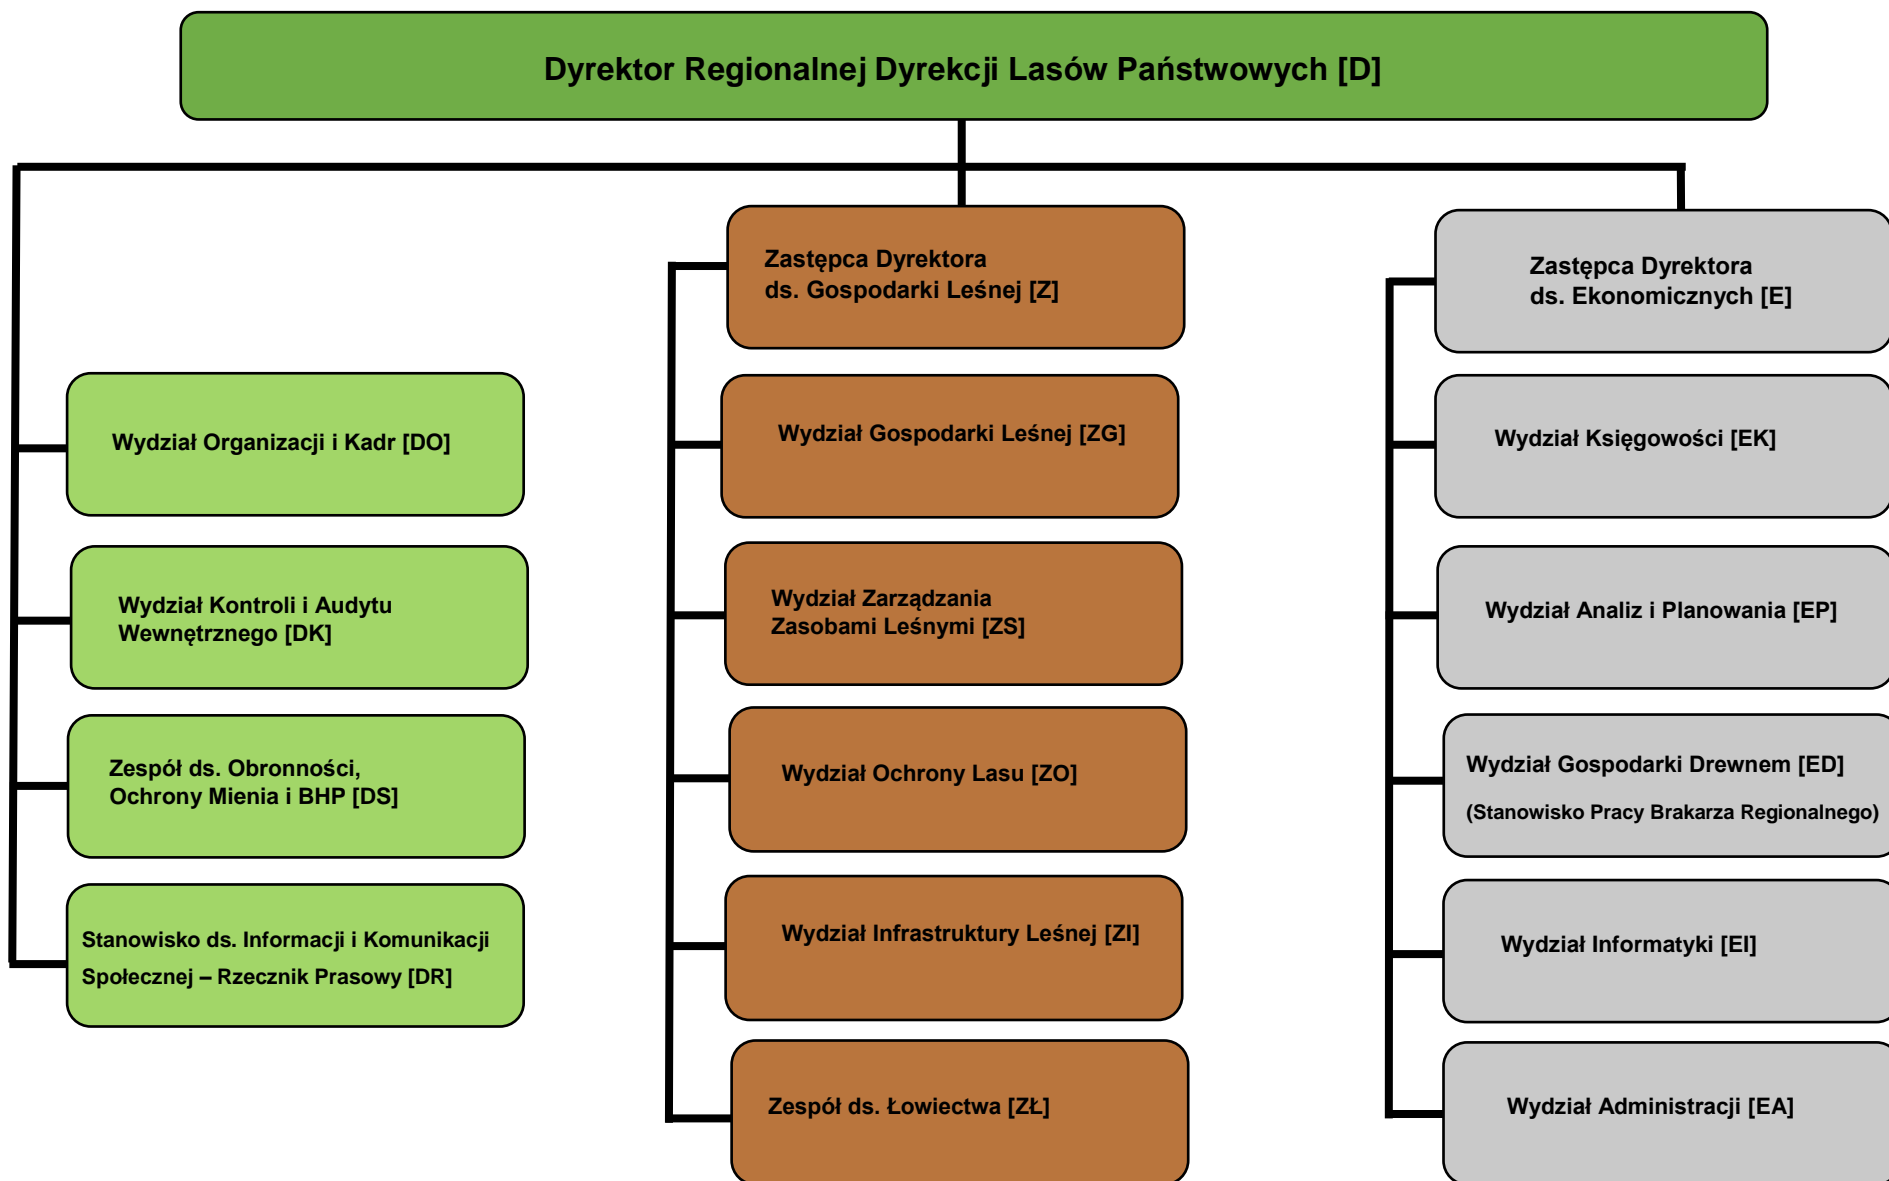 Dyrektor Regionalnej Dyrekcji Lasów Państwowych [D]
Wydział Organizacji i Kadr [DO]
Wydział Kontroli i Audytu
Wewnętrznego [DK]
Zespół ds. Obronności,
Ochrony Mienia i BHP [DS]
Stanowisko ds. Informacji i Komunikacji
Społecznej – Rzecznik Prasowy [DR]
Zastępca Dyrektora
ds. Gospodarki Leśnej [Z]
Wydział Gospodarki Leśnej [ZG]
Wydział Zarządzania
Zasobami Leśnymi [ZS]
Wydział Ochrony Lasu [ZO]
Wydział Infrastruktury Leśnej [ZI]
Zespół ds. Łowiectwa [ZŁ]
Zastępca Dyrektora
ds. Ekonomicznych [E]
Wydział Księgowości [EK]
Wydział Analiz i Planowania [EP]
Wydział Gospodarki Drewnem [ED]
(Stanowisko Pracy Brakarza Regionalnego)
Wydział Informatyki [EI]
Wydział Administracji [EA]